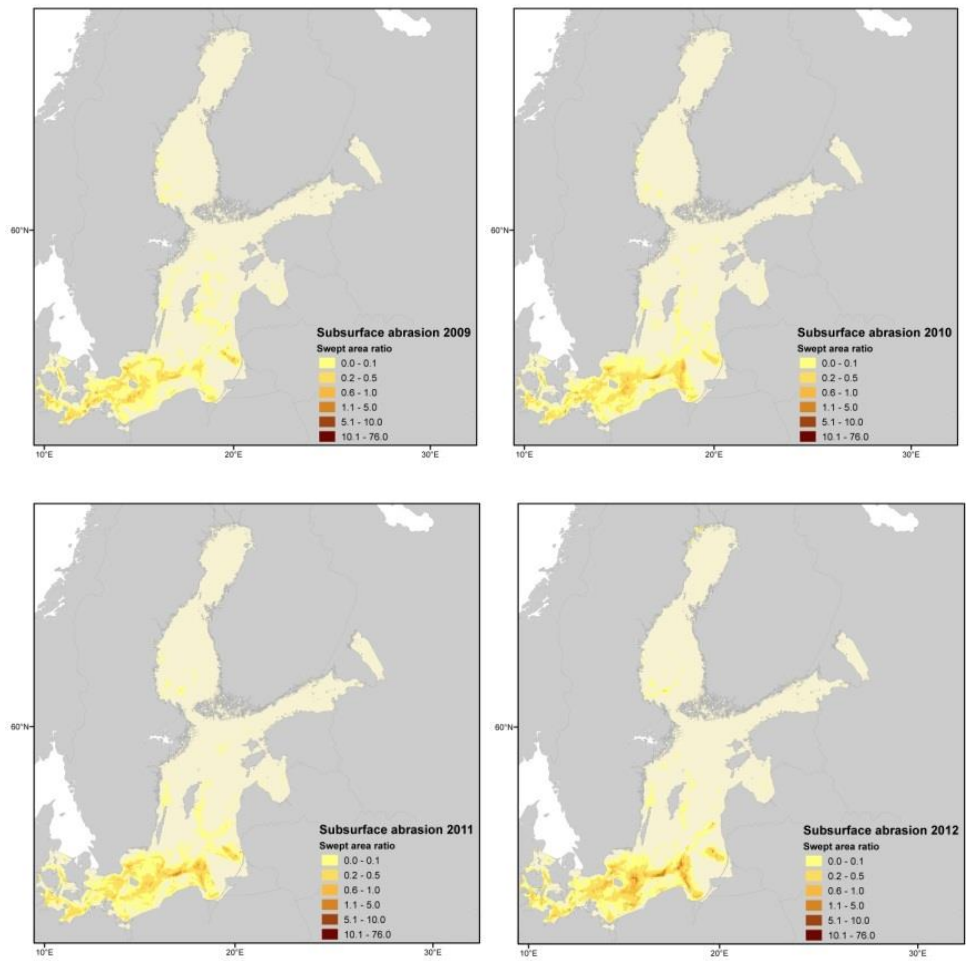 60°N
Subsurface abrasion 2009
Swept area ratio
0.0 - 0.1
0.2 - 0.5
0.6 - 1.0
1.1 - 5.0
5.1 - 10.0
10.1 - 76.0
10°E 20°E 30°E
60°N
Subsurface abrasion 2010
Swept area ratio
0.0 - 0.1
0.2 - 0.5
0.6 - 1.0
1.1 - 5.0
5.1 - 10.0
10.1 - 76.0
10°E 20°E 30°E
60°N
Subsurface abrasion 2011
Swept area ratio
0.0 - 0.1
0.2 - 0.5
0.6 - 1.0
1.1 - 5.0
5.1 - 10.0
10.1 - 76.0
10°E 20°E 30°E
60°N
Subsurface abrasion 2012
Swept area ratio
0.0 - 0.1
0.2 - 0.5
0.6 - 1.0
1.1 - 5.0
5.1 - 10.0
10.1 - 76.0
10°E 20°E 30°E